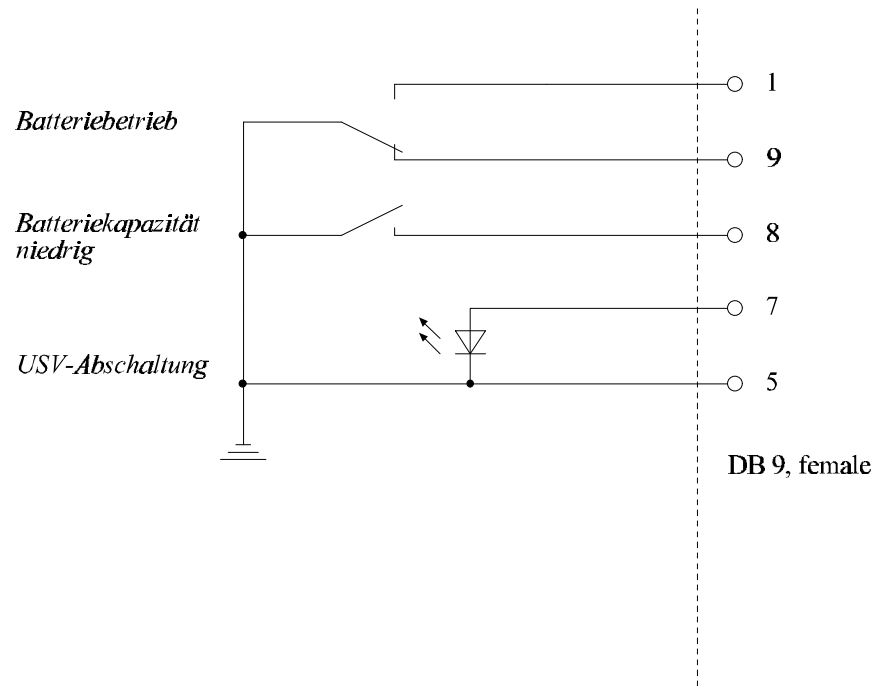 1
Batteriebetrieb
9
Batteriekapazität
niedrig
8
7
USV-Abschaltung
5
DB 9, female